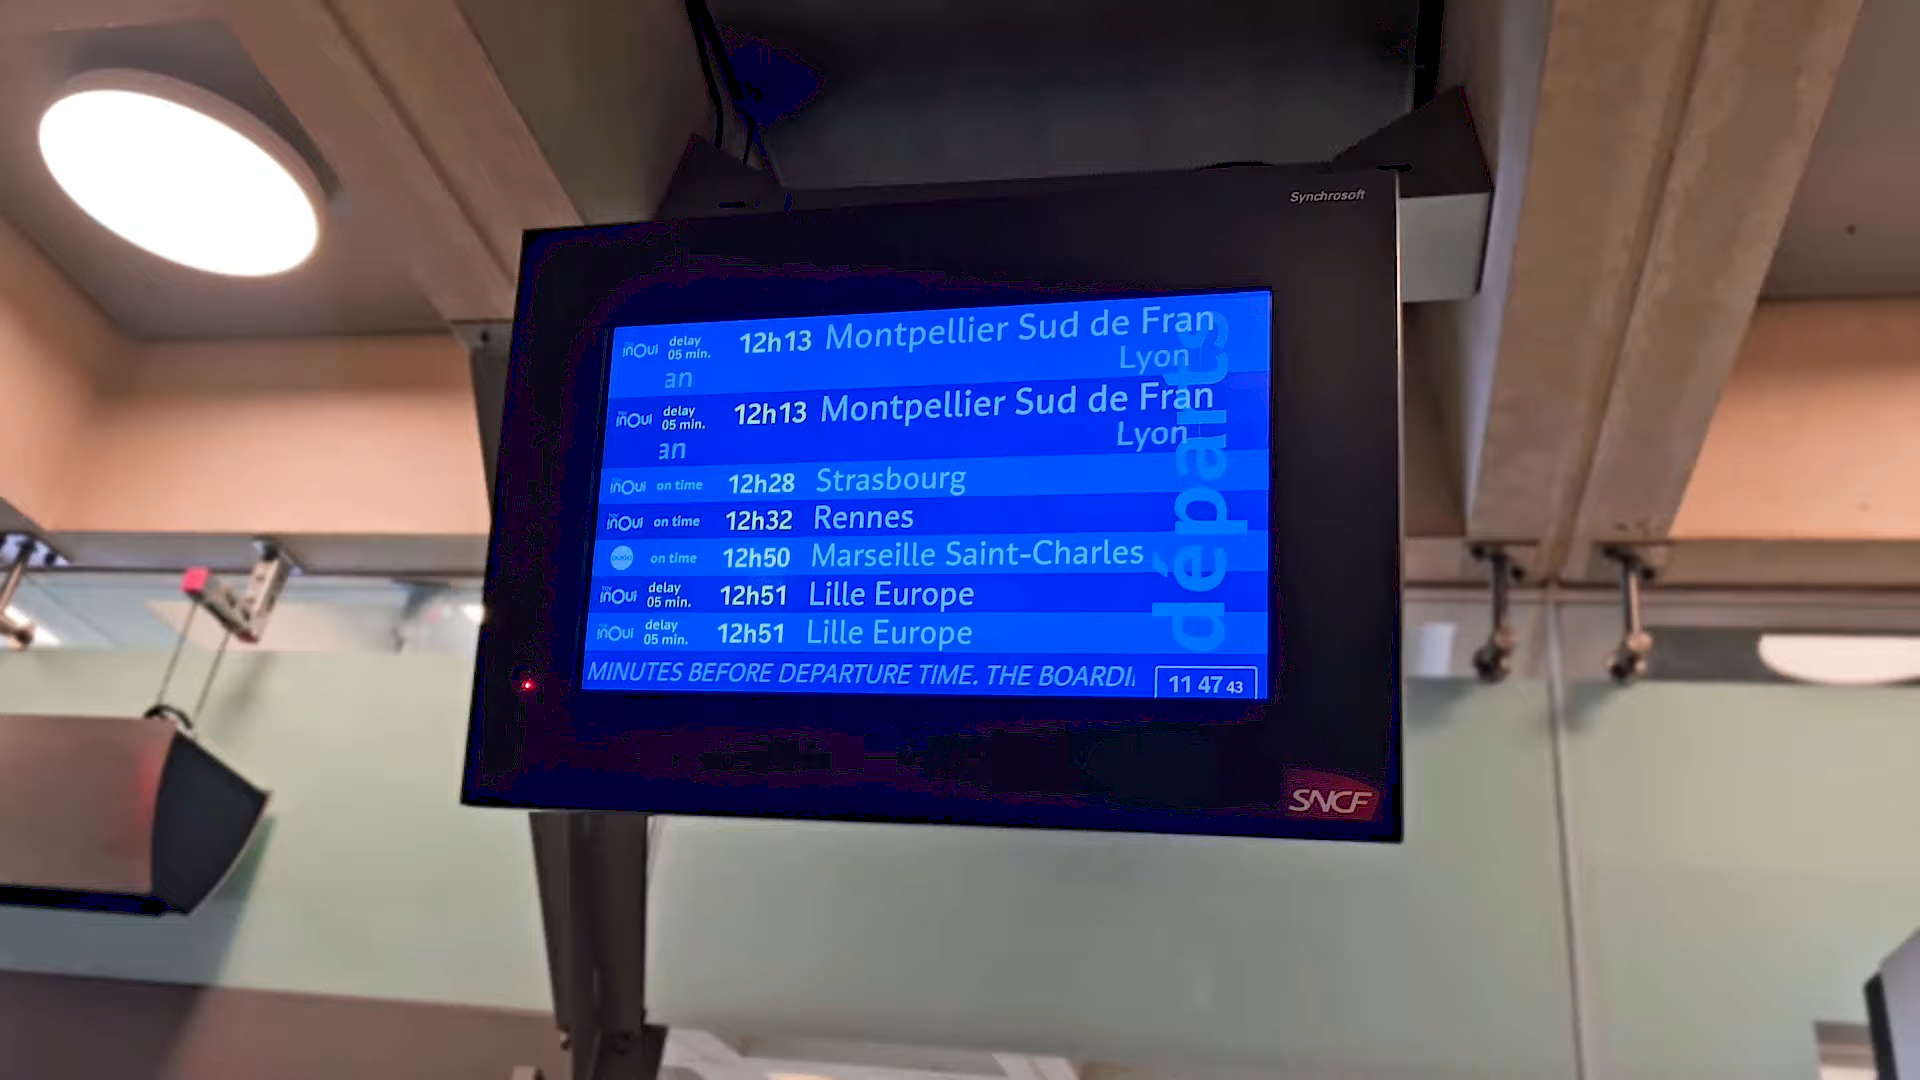 Synchrosoft
inOui delay 05 min. 12h13 Montpellier Sud de Fran
Lyon
an
inOui delay 05 min. 12h13 Montpellier Sud de Fran
Lyon
an
inOui on time 12h28 Strasbourg
inOui on time 12h32 Rennes
OUIGO on time 12h50 Marseille Saint-Charles
inOui delay 05 min. 12h51 Lille Europe
inOui delay 05 min. 12h51 Lille Europe
départs
MINUTES BEFORE DEPARTURE TIME. THE BOARDI
11 47 43
SNCF